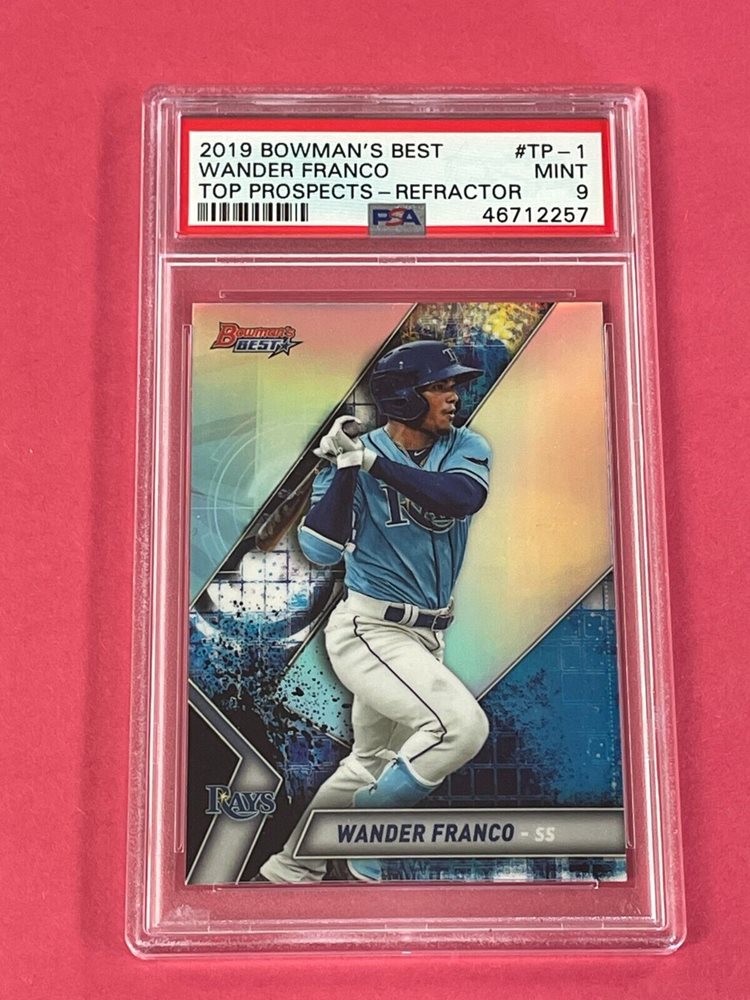 2019 BOWMAN'S BEST #TP-1
WANDER FRANCO MINT
TOP PROSPECTS-REFRACTOR 9
PSA 46712257
Bowman's
BEST
T
RAYS
WANDER FRANCO - SS